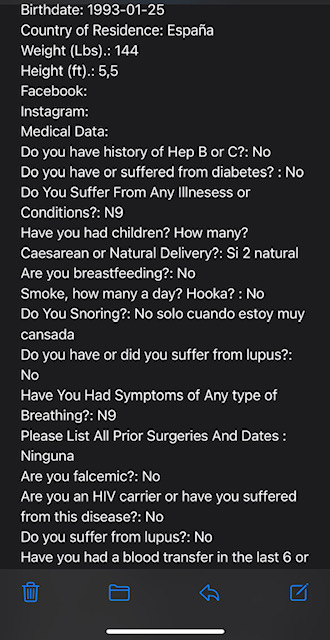 Birthdate: 1993-01-25
Country of Residence: España
Weight (Lbs).: 144
Height (ft).: 5,5
Facebook:
Instagram:
Medical Data:
Do you have history of Hep B or C?: No
Do you have or suffered from diabetes? : No
Do You Suffer From Any Illnesess or
Conditions?: N9
Have you had children? How many?
Caesarean or Natural Delivery?: Si 2 natural
Are you breastfeeding?: No
Smoke, how many a day? Hooka? : No
Do You Snoring?: No solo cuando estoy muy
cansada
Do you have or did you suffer from lupus?:
No
Have You Had Symptoms of Any type of
Breathing?: N9
Please List All Prior Surgeries And Dates :
Ninguna
Are you falcemic?: No
Are you an HIV carrier or have you suffered
from this disease?: No
Do you suffer from lupus?: No
Have you had a blood transfer in the last 6 or